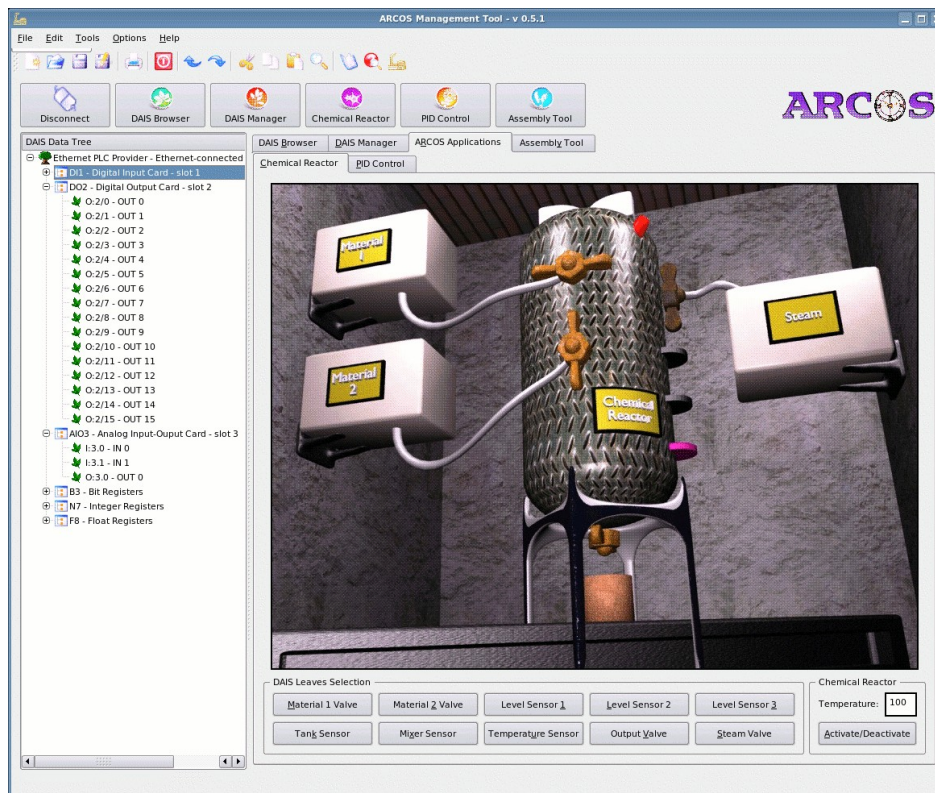 ARCOS Management Tool - v 0.5.1
File Edit Tools Options Help
Disconnect DAIS Browser DAIS Manager Chemical Reactor PID Control Assembly Tool
ARCOS
DAIS Data Tree
DAIS Browser DAIS Manager ARCOS Applications Assembly Tool
Chemical Reactor PID Control
Ethernet PLC Provider - Ethernet-connected
DI1 - Digital Input Card - slot 1
DO2 - Digital Output Card - slot 2
O:2/0 - OUT 0
O:2/1 - OUT 1
O:2/2 - OUT 2
O:2/3 - OUT 3
O:2/4 - OUT 4
O:2/5 - OUT 5
O:2/6 - OUT 6
O:2/7 - OUT 7
O:2/8 - OUT 8
O:2/9 - OUT 9
O:2/10 - OUT 10
O:2/11 - OUT 11
O:2/12 - OUT 12
O:2/13 - OUT 13
O:2/14 - OUT 14
O:2/15 - OUT 15
AIO3 - Analog Input-Ouput Card - slot 3
I:3.0 - IN 0
I:3.1 - IN 1
O:3.0 - OUT 0
B3 - Bit Registers
N7 - Integer Registers
F8 - Float Registers
Material
1
Material
2
Steam
Chemical
Reactor
DAIS Leaves Selection
Material 1 Valve Material 2 Valve Level Sensor 1 Level Sensor 2 Level Sensor 3
Tank Sensor Mixer Sensor Temperature Sensor Output Valve Steam Valve
Chemical Reactor
Temperature: 100
Activate/Deactivate